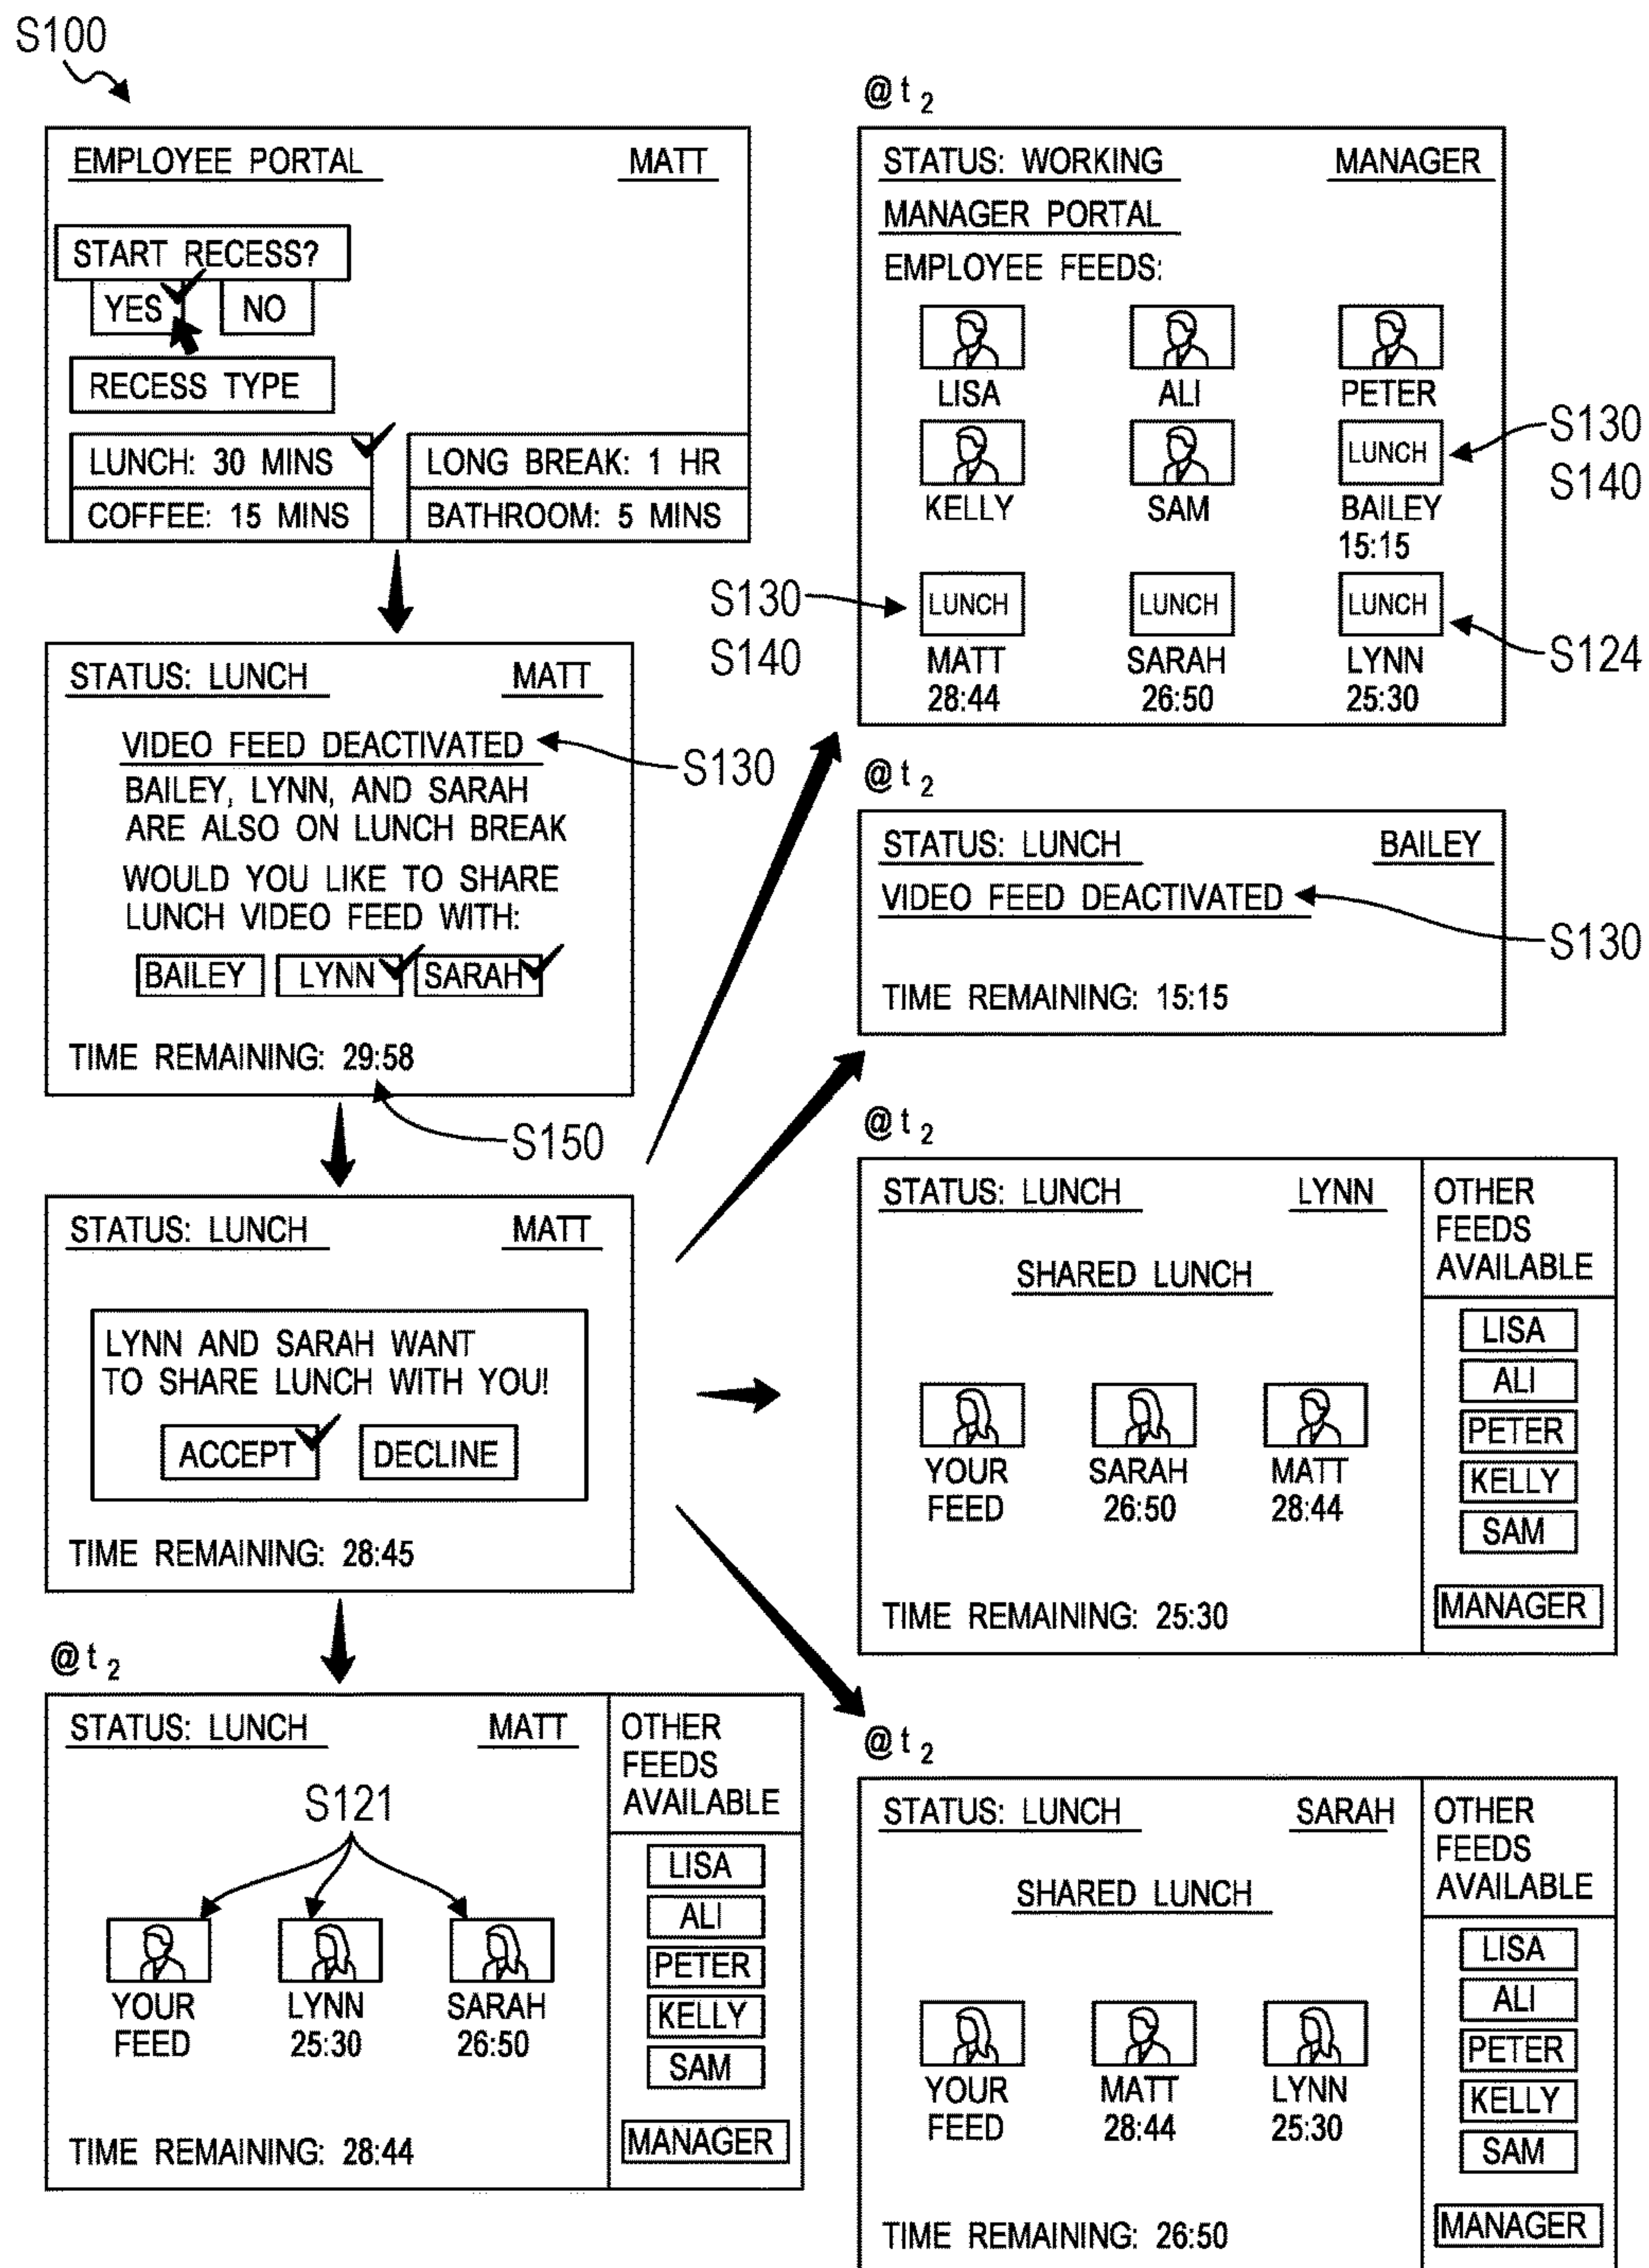 S100
EMPLOYEE PORTAL MATT
START RECESS?
YES NO
RECESS TYPE
LUNCH: 30 MINS LONG BREAK: 1 HR
COFFEE: 15 MINS BATHROOM: 5 MINS
STATUS: LUNCH MATT
VIDEO FEED DEACTIVATED
S130
BAILEY, LYNN, AND SARAH
ARE ALSO ON LUNCH BREAK
WOULD YOU LIKE TO SHARE
LUNCH VIDEO FEED WITH:
BAILEY LYNN SARAH
TIME REMAINING: 29:58
S150
STATUS: LUNCH MATT
LYNN AND SARAH WANT
TO SHARE LUNCH WITH YOU!
ACCEPT DECLINE
TIME REMAINING: 28:45
@t2
STATUS: LUNCH MATT
S121
YOUR LYNN SARAH
FEED 25:30 26:50
TIME REMAINING: 28:44
OTHER
FEEDS
AVAILABLE
LISA
ALI
PETER
KELLY
SAM
MANAGER
@t2
STATUS: WORKING MANAGER
MANAGER PORTAL
EMPLOYEE FEEDS:
LISA ALI PETER
LUNCH
S130
S140
KELLY SAM BAILEY
15:15
S130
S140
LUNCH LUNCH LUNCH
S124
MATT SARAH LYNN
28:44 26:50 25:30
@t2
STATUS: LUNCH BAILEY
VIDEO FEED DEACTIVATED
S130
TIME REMAINING: 15:15
@t2
STATUS: LUNCH LYNN
SHARED LUNCH
YOUR SARAH MATT
FEED 26:50 28:44
TIME REMAINING: 25:30
OTHER
FEEDS
AVAILABLE
LISA
ALI
PETER
KELLY
SAM
MANAGER
@t2
STATUS: LUNCH SARAH
SHARED LUNCH
YOUR MATT LYNN
FEED 28:44 25:30
TIME REMAINING: 26:50
OTHER
FEEDS
AVAILABLE
LISA
ALI
PETER
KELLY
SAM
MANAGER